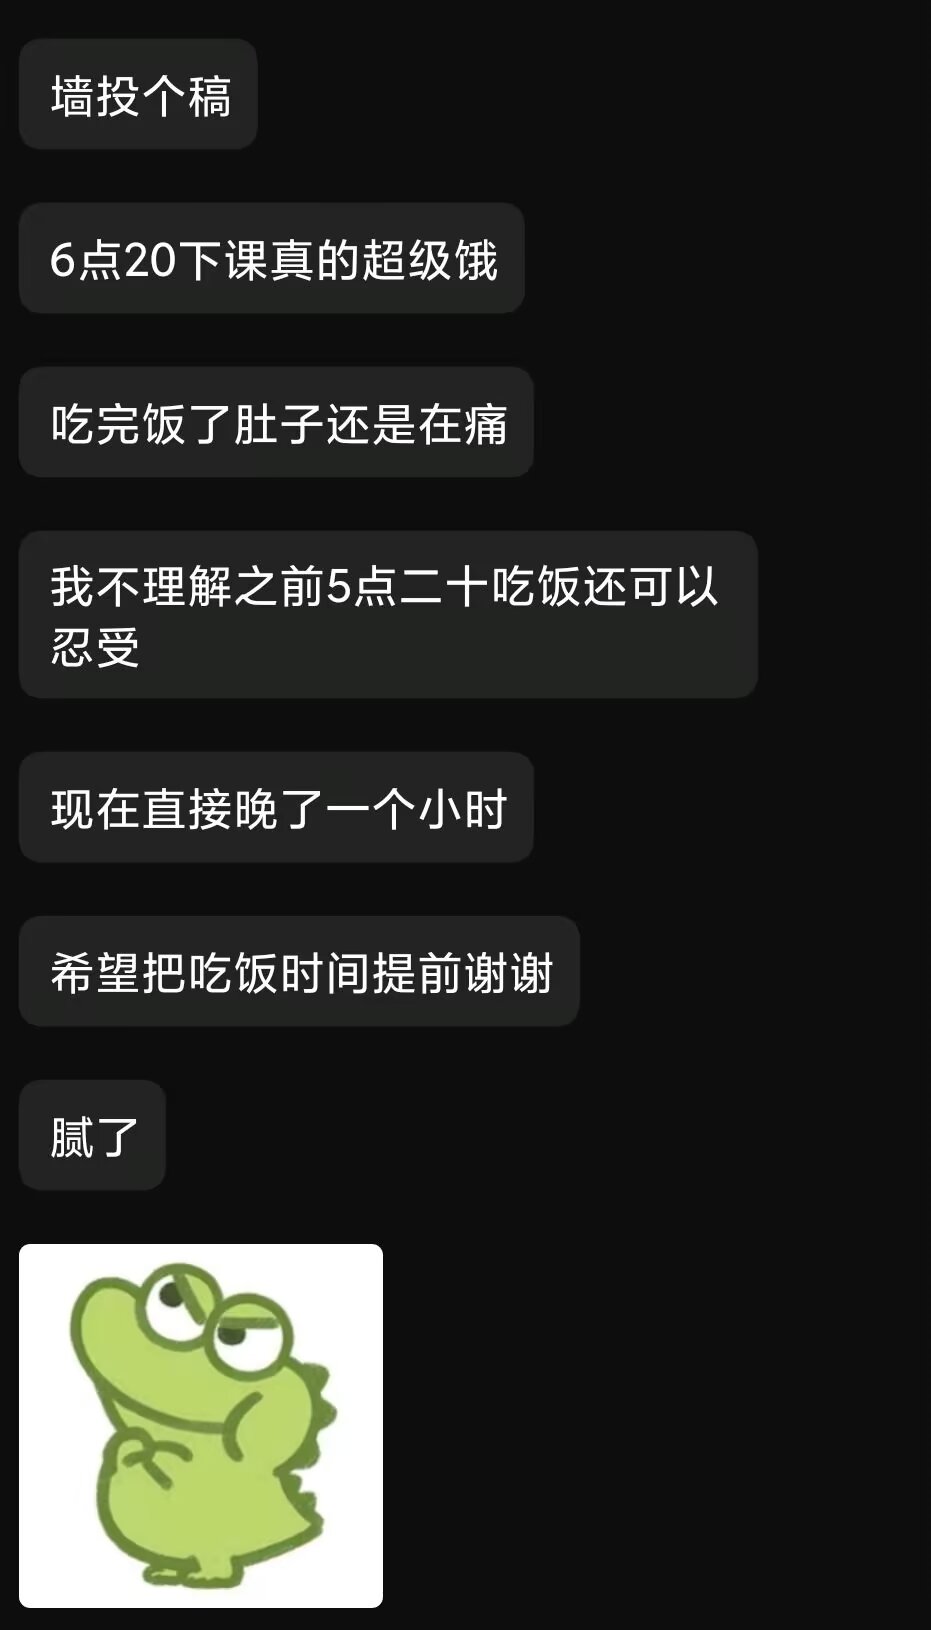 墙投个稿
6点20下课真的超级饿
吃完饭了肚子还是在痛
我不理解之前5点二十吃饭还可以
忍受
现在直接晚了一个小时
希望把吃饭时间提前谢谢
腻了